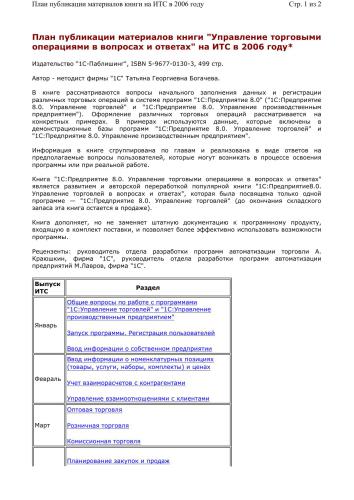 План публикации материалов книги на ИТС в 2006 году
Стр. 1 из 2
План публикации материалов книги "Управление торговыми
операциями в вопросах и ответах" на ИТС в 2006 году*
Издательство "1С-Паблишинг", ISBN 5-9677-0130-3, 499 стр.
Автор - методист фирмы "1С" Татьяна Георгиевна Богачева.
В книге рассматриваются вопросы начального заполнения данных и регистрации
различных торговых операций в системе программ "1С:Предприятие 8.0" ("1С:Предприятие
8.0. Управление торговлей" и "1С:Предприятие 8.0. Управление производственным
предприятием"). Оформление различных торговых операций рассматривается на
конкретных примерах. В примерах используются данные, которые включены в
демонстрационные базы программ "1С:Предприятие 8.0. Управление торговлей" и
"1С:Предприятие 8.0. Управление производственным предприятием".
Информация в книге сгруппирована по главам и реализована в виде ответов на
предполагаемые вопросы пользователей, которые могут возникать в процессе освоения
программы или при реальной работе.
Книга "1С:Предприятие 8.0. Управление торговыми операциями в вопросах и ответах"
является развитием и авторской переработкой популярной книги "1С:Предприятие8.0.
Управление торговлей в вопросах и ответах", которая была посвящена только одной
программе — "1С:Предприятие 8.0. Управление торговлей" (до окончания складского
запаса эта книга остается в продаже).
Книга дополняет, но не заменяет штатную документацию к программному продукту,
входящую в комплект поставки, и позволяет более эффективно использовать возможности
программы.
Рецензенты: руководитель отдела разработки программ автоматизации торговли А.
Краюшкин, фирма "1С", руководитель отдела разработки программ автоматизации
предприятий М.Лавров, фирма "1С".
Выпуск
ИТС
Раздел
Январь
Общие вопросы по работе с программами
"1С:Управление торговлей" и "1С:Управление
производственным предприятием"
Запуск программы. Регистрация пользователей
Ввод информации о собственном предприятии
Февраль
Ввод информации о номенклатурных позициях
(товары, услуги, наборы, комплекты) и ценах
Учет взаиморасчетов с контрагентами
Управление взаимоотношениями с клиентами
Март
Оптовая торговля
Розничная торговля
Комиссионная торговля
Планирование закупок и продаж